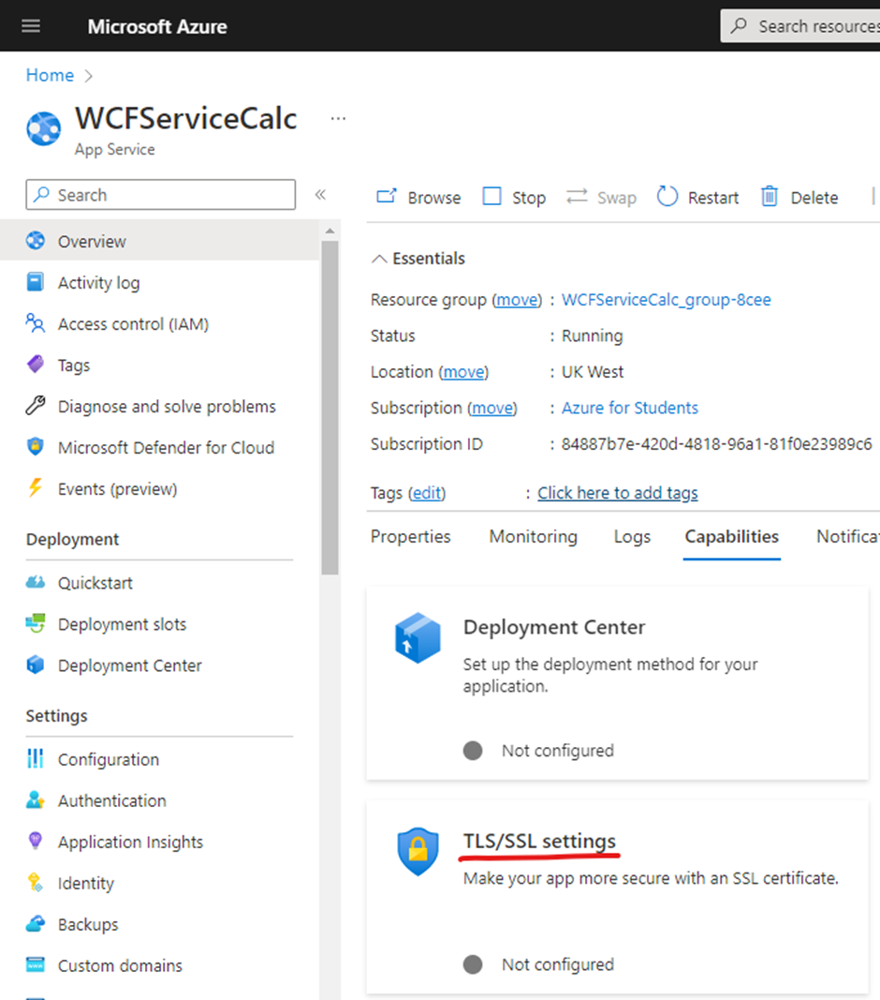 Microsoft Azure
Search resources
Home
WCFServiceCalc
App Service
Search
Overview
Activity log
Access control (IAM)
Tags
Diagnose and solve problems
Microsoft Defender for Cloud
Events (preview)
Deployment
Quickstart
Deployment slots
Deployment Center
Settings
Configuration
Authentication
Application Insights
Identity
Backups
Custom domains
Browse Stop Swap Restart Delete
Essentials
Resource group (move) : WCFServiceCalc_group-8cee
Status : Running
Location (move) : UK West
Subscription (move) : Azure for Students
Subscription ID : 84887b7e-420d-4818-96a1-81f0e23989c6
Tags (edit) : Click here to add tags
Properties Monitoring Logs Capabilities Notificat
Deployment Center
Set up the deployment method for your
application.
Not configured
TLS/SSL settings
Make your app more secure with an SSL certificate.
Not configured